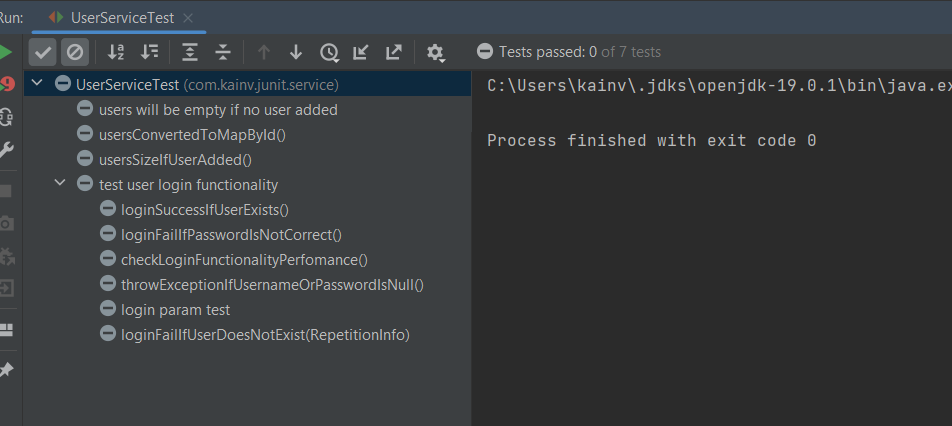 Run:
UserServiceTest
Tests passed: 0 of 7 tests
UserServiceTest (com.kainv.junit.service)
users will be empty if no user added
usersConvertedToMapById()
usersSizeIfUserAdded()
test user login functionality
loginSuccessIfUserExists()
loginFailIfPasswordIsNotCorrect()
checkLoginFunctionalityPerfomance()
throwExceptionIfUsernameOrPasswordIsNull()
login param test
loginFailIfUserDoesNotExist(RepetitionInfo)
C:\Users\kainv\.jdks\openjdk-19.0.1\bin\java.ex
Process finished with exit code 0